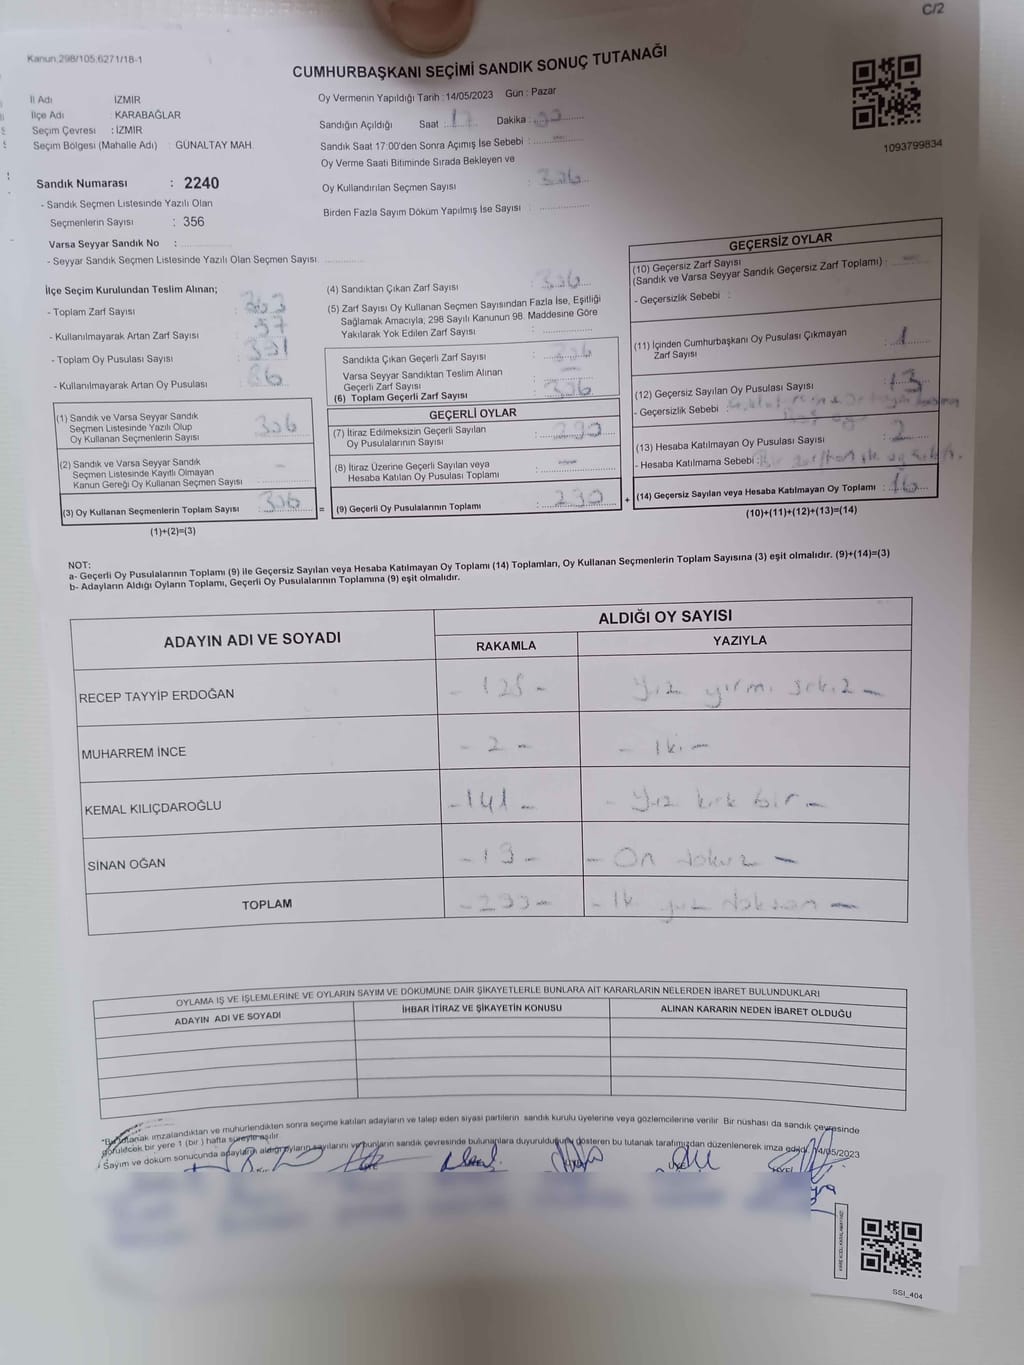 C/2
Kanun.298/105.6271/18-1
CUMHURBAŞKANI SEÇİMİ SANDIK SONUÇ TUTANAĞI
İl Adı İZMİR
İlçe Adı : KARABAĞLAR
Seçim Çevresi : İZMİR
Seçim Bölgesi (Mahalle Adı) : GÜNALTAY MAH.
Sandık Numarası : 2240
- Sandık Seçmen Listesinde Yazılı Olan
Seçmenlerin Sayısı : 356
Varsa Seyyar Sandık No :
- Seyyar Sandık Seçmen Listesinde Yazılı Olan Seçmen Sayısı
Oy Vermenin Yapıldığı Tarih :14/05/2023 Gün : Pazar
Sandığın Açıldığı Saat : 17 Dakika :
Sandık Saat 17:00'den Sonra Açımış İse Sebebi :
Oy Verme Saati Bitiminde Sırada Bekleyen ve
Oy Kullandırılan Seçmen Sayısı : 306
Birden Fazla Sayım Döküm Yapılmış İse Sayısı :
1093799834
İlçe Seçim Kurulundan Teslim Alınan;
- Toplam Zarf Sayısı : 363
- Kullanılmayarak Artan Zarf Sayısı : 57
- Toplam Oy Pusulası Sayısı :
- Kullanılmayarak Artan Oy Pusulası : 86
(1) Sandık ve Varsa Seyyar Sandık
Seçmen Listesinde Yazılı Olup
Oy Kullanan Seçmenlerin Sayısı : 306
(2) Sandık ve Varsa Seyyar Sandık
Seçmen Listesinde Kayıtlı Olmayan
Kanun Gereği Oy Kullanan Seçmen Sayısı : -
(3) Oy Kullanan Seçmenlerin Toplam Sayısı : 306
(1)+(2)=(3)
=
(4) Sandıktan Çıkan Zarf Sayısı : 306
(5) Zarf Sayısı Oy Kullanan Seçmen Sayısından Fazla İse, Eşitliği
Sağlamak Amacıyla, 298 Sayılı Kanunun 98. Maddesine Göre
Yakılarak Yok Edilen Zarf Sayısı :
Sandıkta Çıkan Geçerli Zarf Sayısı : 306
Varsa Seyyar Sandıktan Teslim Alınan
Geçerli Zarf Sayısı : -
(6) Toplam Geçerli Zarf Sayısı : 306
GEÇERLİ OYLAR
(7) İtiraz Edilmeksizin Geçerli Sayılan
Oy Pusulalarının Sayısı : 290
(8) İtiraz Üzerine Geçerli Sayılan veya
Hesaba Katılan Oy Pusulası Toplamı :
(9) Geçerli Oy Pusulalarının Toplamı : 290
+
GEÇERSİZ OYLAR
(10) Geçersiz Zarf Sayısı
(Sandık ve Varsa Seyyar Sandık Geçersiz Zarf Toplamı) :
- Geçersizlik Sebebi :
(11) İçinden Cumhurbaşkanı Oy Pusulası Çıkmayan
Zarf Sayısı : 1
(12) Geçersiz Sayılan Oy Pusulası Sayısı : 13
- Geçersizlik Sebebi :
(13) Hesaba Katılmayan Oy Pusulası Sayısı : 2
- Hesaba Katılmama Sebebi :
(14) Geçersiz Sayılan veya Hesaba Katılmayan Oy Toplamı : 16
(10)+(11)+(12)+(13)=(14)
NOT:
a- Geçerli Oy Pusulalarının Toplamı (9) ile Geçersiz Sayılan veya Hesaba Katılmayan Oy Toplamı (14) Toplamları, Oy Kullanan Seçmenlerin Toplam Sayısına (3) eşit olmalıdır. (9)+(14)=(3)
b- Adayların Aldığı Oyların Toplamı, Geçerli Oy Pusulalarının Toplamına (9) eşit olmalıdır.
ADAYIN ADI VE SOYADI
ALDIĞI OY SAYISI
RAKAMLA YAZIYLA
RECEP TAYYİP ERDOĞAN - 128 - Yüz yirmi sekiz -
MUHARREM İNCE - 2 - - İki -
KEMAL KILIÇDAROĞLU - 141 - - Yüz kırk bir -
SİNAN OĞAN - 19 - - On dokuz -
TOPLAM - 290 - - İki yüz doksan -
OYLAMA İŞ VE İŞLEMLERİNE VE OYLARIN SAYIM VE DÖKÜMÜNE DAİR ŞİKAYETLERLE BUNLARA AİT KARARLARIN NELERDEN İBARET BULUNDUKLARI
ADAYIN ADI VE SOYADI İHBAR İTİRAZ VE ŞİKAYETİN KONUSU ALINAN KARARIN NEDEN İBARET OLDUĞU
*Bu tutanak imzalandıktan ve mühürlendikten sonra seçime katılan adayların ve talep eden siyasi partilerin sandık kurulu üyelerine veya gözlemcilerine verilir Bir nüshası da sandık çevresinde
görülecek bir yere 1 (bir ) hafta süreyle asılır.
* Sayım ve döküm sonucunda adayların aldığı oyların sayılarını ve bunların sandık çevresinde bulunanlara duyurulduğunu gösteren bu tutanak tarafımızdan düzenlenerek imza edildi. 14/05/2023
SSİ_404